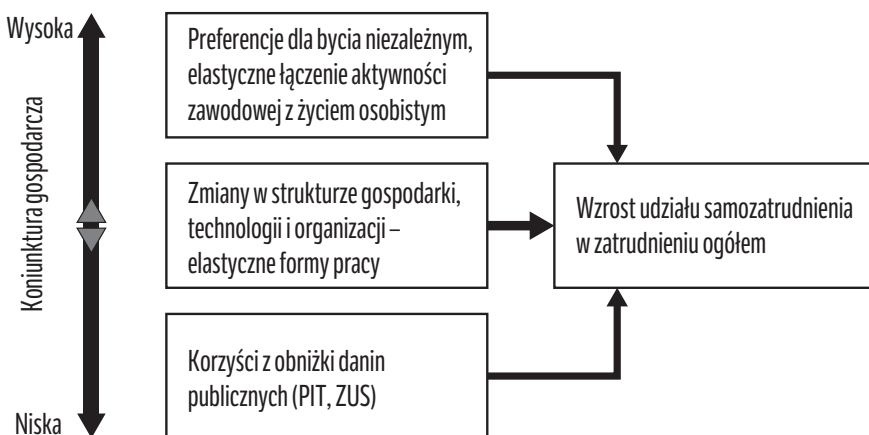 Wysoka
Koniunktura gospodarcza
Niska
Preferencje dla bycia niezależnym,
elastyczne łączenie aktywności
zawodowej z życiem osobistym
Zmiany w strukturze gospodarki,
technologii i organizacji –
elastyczne formy pracy
Korzyści z obniżki danin
publicznych (PIT, ZUS)
Wzrost udziału samozatrudnienia
w zatrudnieniu ogółem